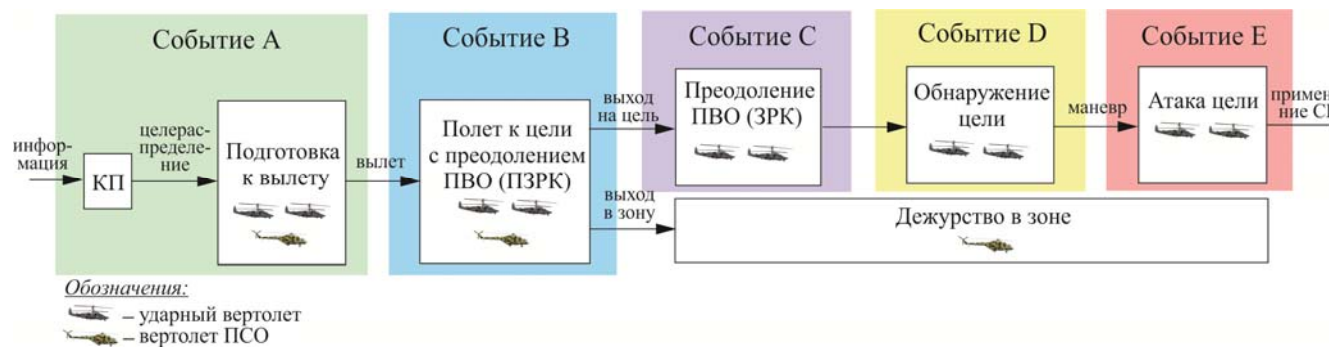 Событие A
Событие B
Событие C
Событие D
Событие E
инфор-
мация
КП
целерас-
пределе-
ние
Подготовка
к вылету
вылет
Полет к цели
с преодолением
ПВО (ПЗРК)
выход
на цель
выход
в зону
Преодоление
ПВО (ЗРК)
Обнаружение
цели
маневр
Атака цели
примен-
ние СП
Дежурство в зоне
Обозначения:
– ударный вертолет
– вертолет ПСО